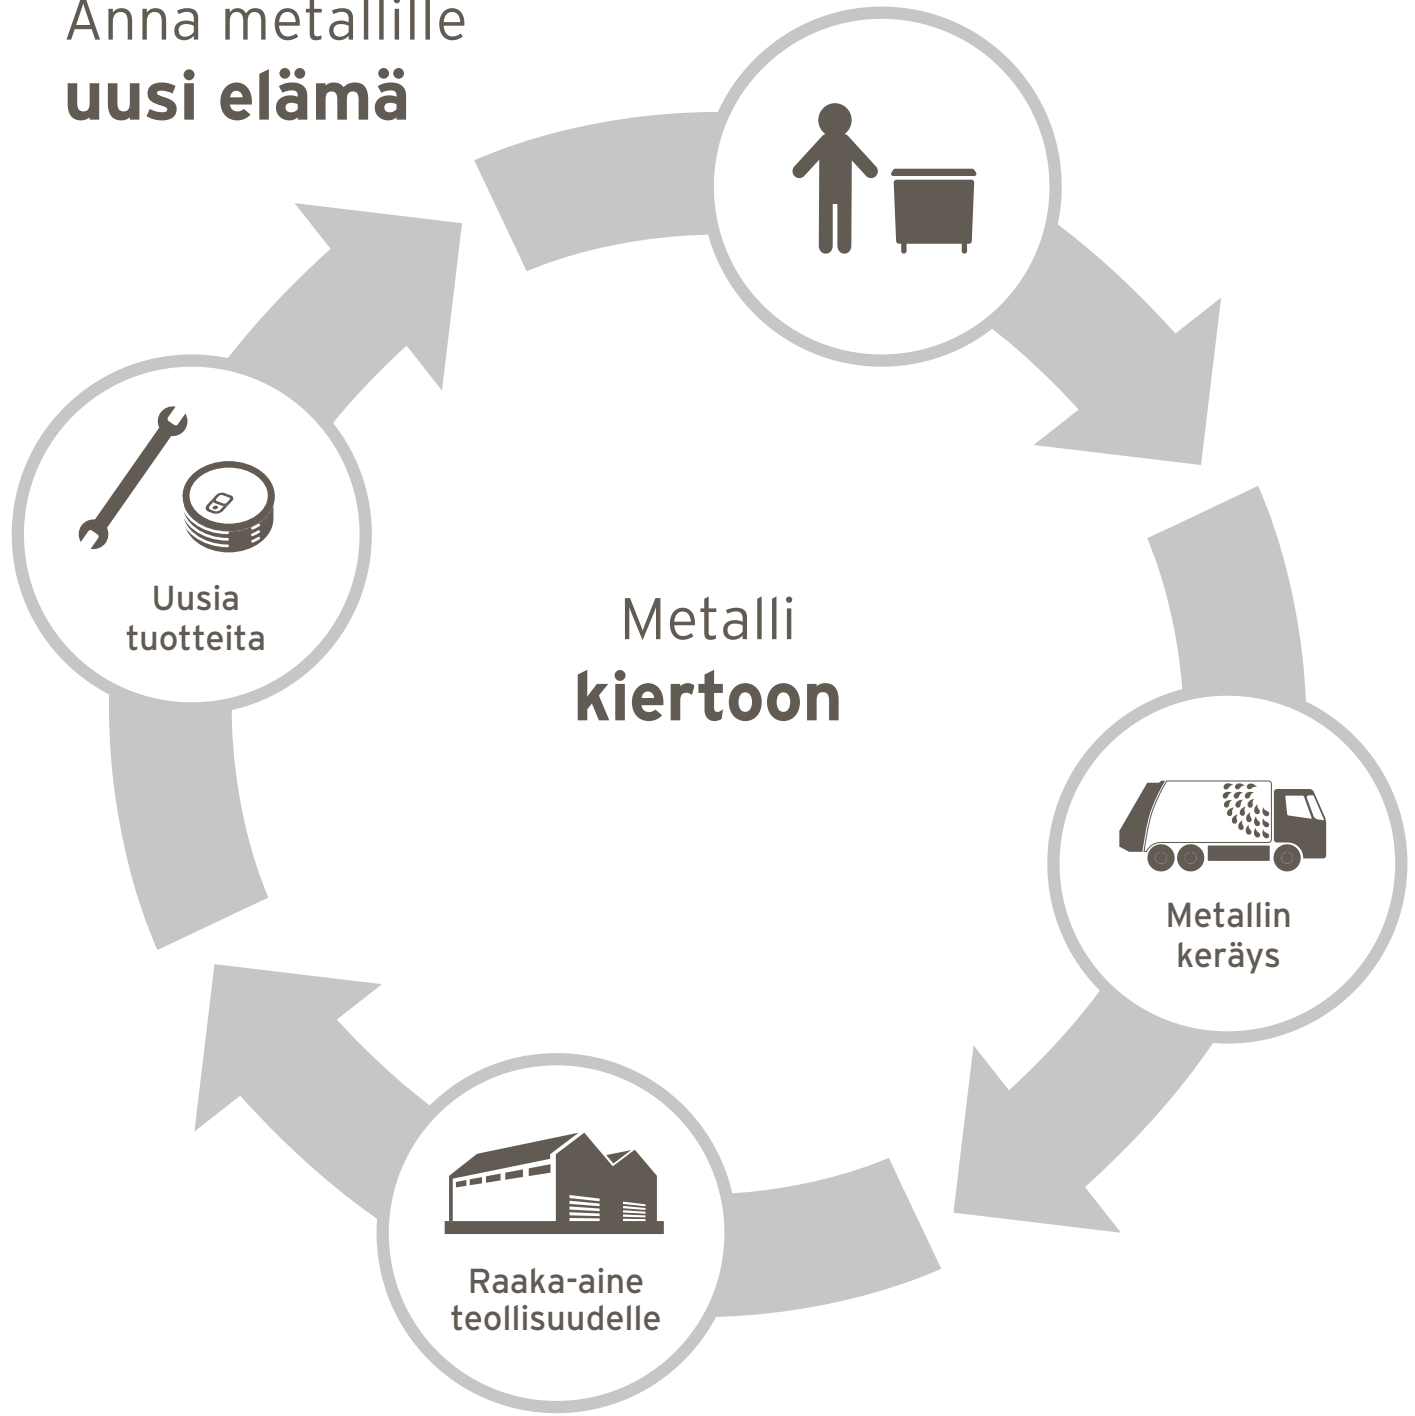 Anna metallille
uusi elämä
Uusia
tuotteita
Metalli
kiertoon
Metallin
keräys
Raaka-aine
teollisuudelle